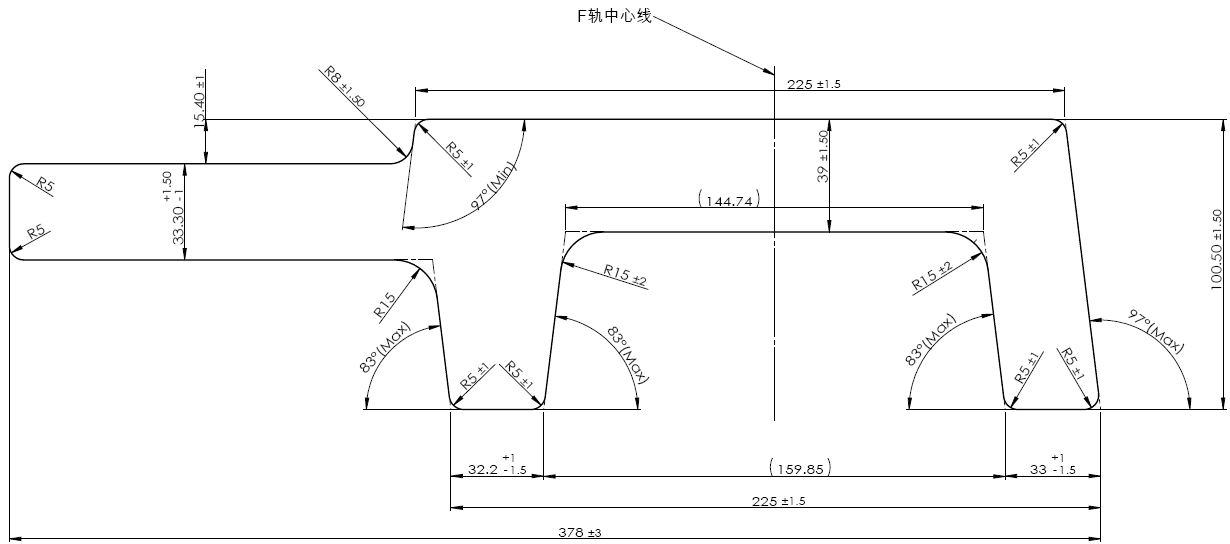 F轨中心线
225 ±1.5
15.40 ±1
R8 ±1.50
R5 ±1
97°(Min)
39 ±1.50
R5 ±1
R5
R5
33.30 +1.50 -1
(144.74)
100.50 ±1.50
R15
R15 ±2
R15 ±2
83°(Max)
83°(Max)
83°(Max)
97°(Max)
R5 ±1
R5 ±1
R5 ±1
R5 ±1
32.2 +1 -1.5
(159.85)
33 +1 -1.5
225 ±1.5
378 ±3